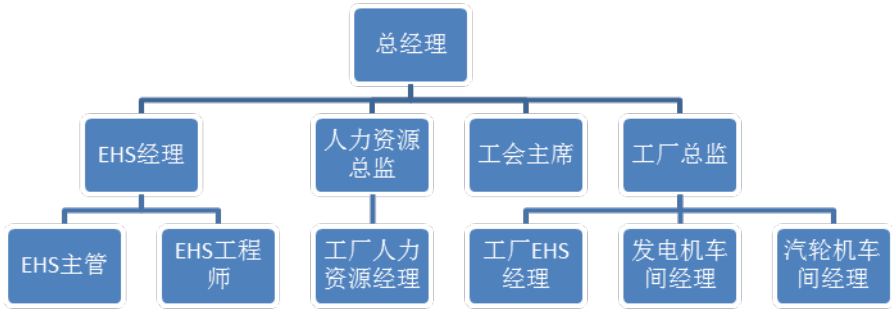 总经理
EHS经理
人力资源
总监
工会主席
工厂总监
EHS主管
EHS工程
师
工厂人力
资源经理
工厂EHS
经理
发电机车
间经理
汽轮机车
间经理